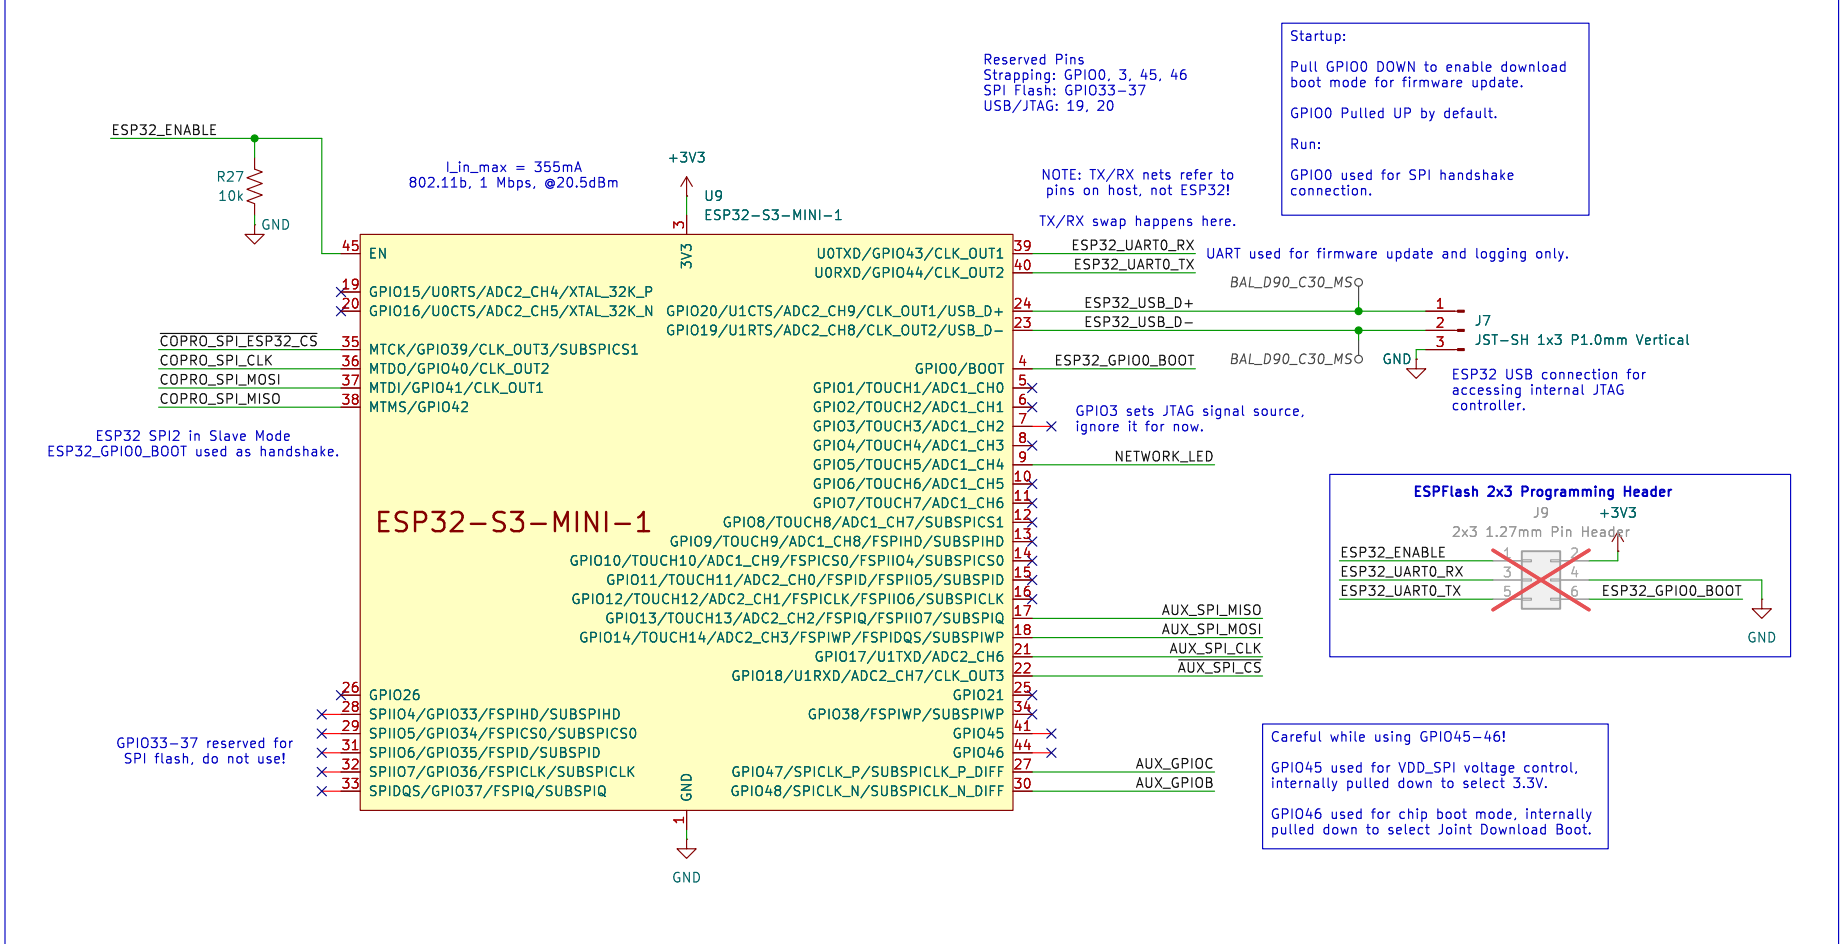 Reserved Pins
Strapping: GPIO0, 3, 45, 46
SPI Flash: GPIO33-37
USB/JTAG: 19, 20
Startup:
Pull GPIO0 DOWN to enable download
boot mode for firmware update.
GPIO0 Pulled UP by default.
Run:
GPIO0 used for SPI handshake
connection.
ESP32_ENABLE
R27
10k
GND
I_in_max = 355mA
802.11b, 1 Mbps, @20.5dBm
+3V3
U9
ESP32-S3-MINI-1
NOTE: TX/RX nets refer to
pins on host, not ESP32!
TX/RX swap happens here.
3
3V3
45
EN
19
GPIO15/U0RTS/ADC2_CH4/XTAL_32K_P
20
GPIO16/U0CTS/ADC2_CH5/XTAL_32K_N
COPRO_SPI_ESP32_CS
35
MTCK/GPIO39/CLK_OUT3/SUBSPICS1
COPRO_SPI_CLK
36
MTDO/GPIO40/CLK_OUT2
COPRO_SPI_MOSI
37
MTDI/GPIO41/CLK_OUT1
COPRO_SPI_MISO
38
MTMS/GPIO42
ESP32 SPI2 in Slave Mode
ESP32_GPIO0_BOOT used as handshake.
ESP32-S3-MINI-1
26
GPIO26
28
SPIIO4/GPIO33/FSPIHD/SUBSPIHD
29
SPIIO5/GPIO34/FSPICS0/SUBSPICS0
31
SPIIO6/GPIO35/FSPID/SUBSPID
32
SPIIO7/GPIO36/FSPICLK/SUBSPICLK
33
SPIDQS/GPIO37/FSPIQ/SUBSPIQ
GPIO33-37 reserved for
SPI flash, do not use!
GND
1
GND
U0TXD/GPIO43/CLK_OUT1
39
ESP32_UART0_RX
U0RXD/GPIO44/CLK_OUT2
40
ESP32_UART0_TX
UART used for firmware update and logging only.
GPIO20/U1CTS/ADC2_CH9/CLK_OUT1/USB_D+
24
ESP32_USB_D+
GPIO19/U1RTS/ADC2_CH8/CLK_OUT2/USB_D-
23
ESP32_USB_D-
BAL_D90_C30_MS
BAL_D90_C30_MS
1
2
3
GND
J7
JST-SH 1x3 P1.0mm Vertical
ESP32 USB connection for
accessing internal JTAG
controller.
GPIO0/BOOT
4
ESP32_GPIO0_BOOT
GPIO1/TOUCH1/ADC1_CH0
5
GPIO2/TOUCH2/ADC1_CH1
6
GPIO3/TOUCH3/ADC1_CH2
7
GPIO3 sets JTAG signal source,
ignore it for now.
GPIO4/TOUCH4/ADC1_CH3
8
GPIO5/TOUCH5/ADC1_CH4
9
NETWORK_LED
GPIO6/TOUCH6/ADC1_CH5
10
GPIO7/TOUCH7/ADC1_CH6
11
GPIO8/TOUCH8/ADC1_CH7/SUBSPICS1
12
GPIO9/TOUCH9/ADC1_CH8/FSPIHD/SUBSPIHD
13
GPIO10/TOUCH10/ADC1_CH9/FSPICS0/FSPIIO4/SUBSPICS0
14
GPIO11/TOUCH11/ADC2_CH0/FSPID/FSPIIO5/SUBSPID
15
GPIO12/TOUCH12/ADC2_CH1/FSPICLK/FSPIIO6/SUBSPICLK
16
GPIO13/TOUCH13/ADC2_CH2/FSPIQ/FSPIIO7/SUBSPIQ
17
AUX_SPI_MISO
GPIO14/TOUCH14/ADC2_CH3/FSPIWP/FSPIDQS/SUBSPIWP
18
AUX_SPI_MOSI
GPIO17/U1TXD/ADC2_CH6
21
AUX_SPI_CLK
GPIO18/U1RXD/ADC2_CH7/CLK_OUT3
22
AUX_SPI_CS
GPIO21
25
GPIO38/FSPIWP/SUBSPIWP
34
GPIO45
41
GPIO46
44
GPIO47/SPICLK_P/SUBSPICLK_P_DIFF
27
AUX_GPIOC
GPIO48/SPICLK_N/SUBSPICLK_N_DIFF
30
AUX_GPIOB
ESPFlash 2x3 Programming Header
J9
+3V3
2x3 1.27mm Pin Header
ESP32_ENABLE
1
2
ESP32_UART0_RX
3
4
ESP32_UART0_TX
5
6
ESP32_GPIO0_BOOT
GND
Careful while using GPIO45-46!
GPIO45 used for VDD_SPI voltage control,
internally pulled down to select 3.3V.
GPIO46 used for chip boot mode, internally
pulled down to select Joint Download Boot.